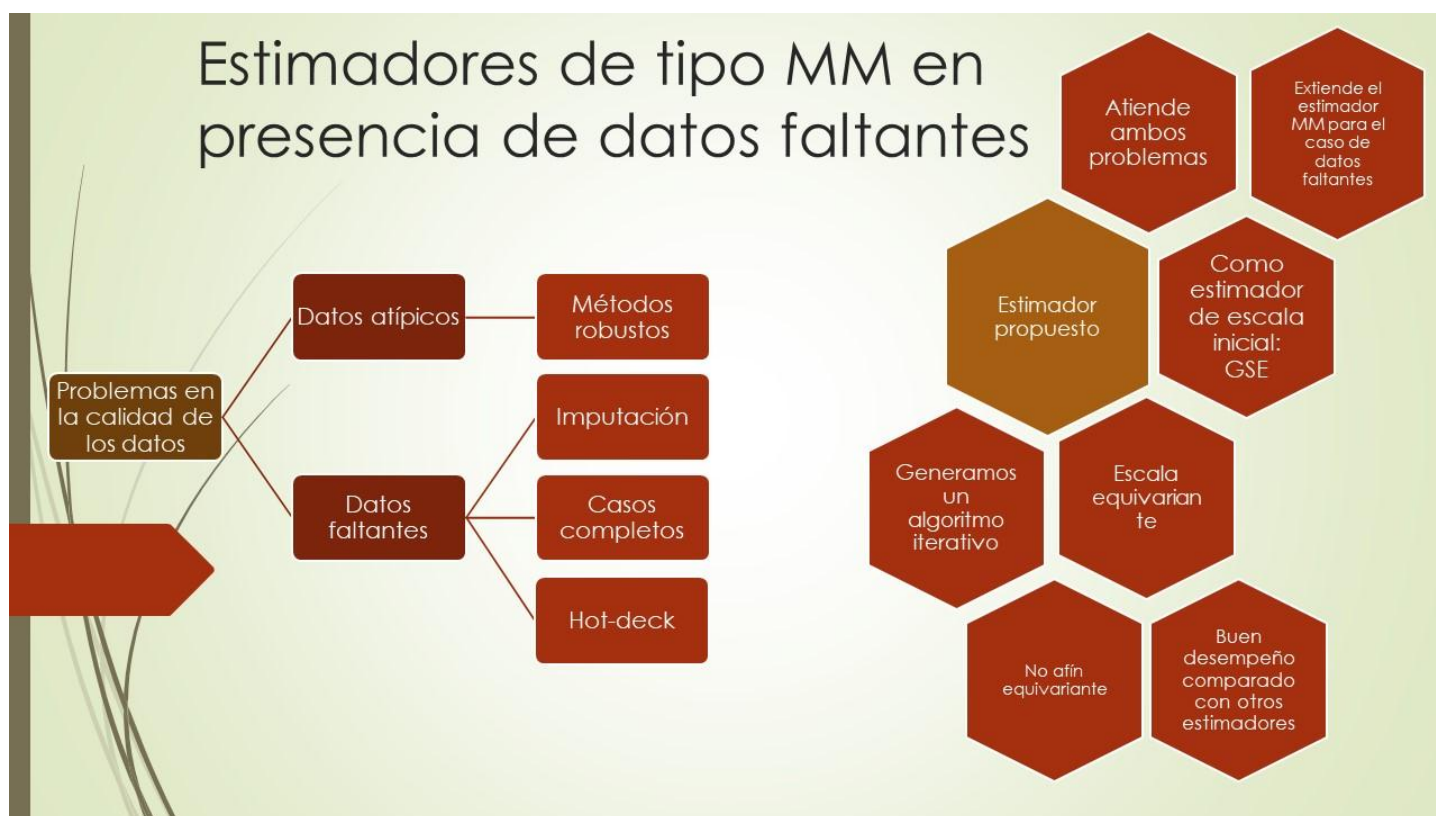 Estimadores de tipo MM en
presencia de datos faltantes
Problemas en
la calidad de
los datos
Datos atípicos
Métodos
robustos
Datos
faltantes
Imputación
Casos
completos
Hot-deck
Atiende
ambos
problemas
Extiende el
estimador
MM para el
caso de
datos
faltantes
Estimador
propuesto
Como
estimador
de escala
inicial:
GSE
Generamos
un
algoritmo
iterativo
Escala
equivarian
te
No afín
equivariante
Buen
desempeño
comparado
con otros
estimadores